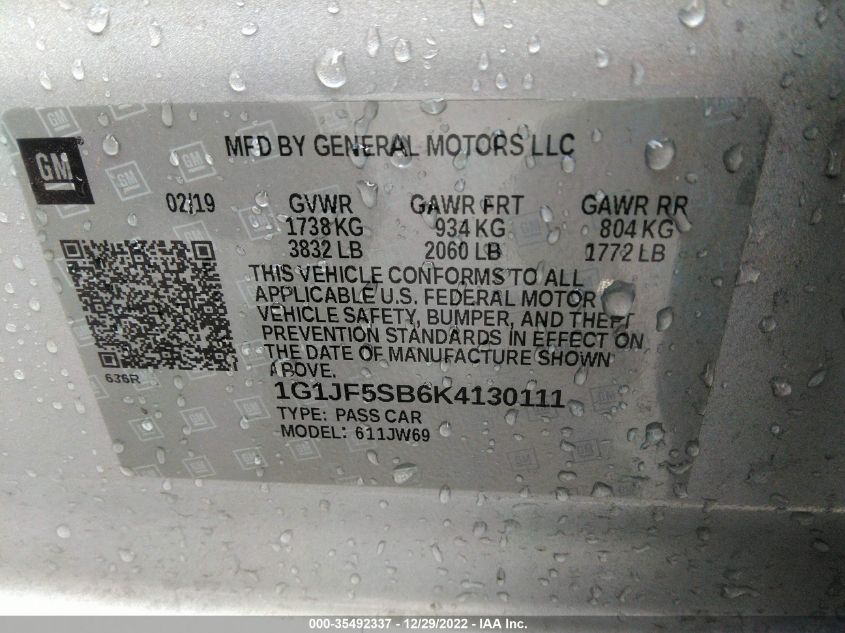 GM
MFD BY GENERAL MOTORS LLC
02/19 GVWR GAWR FRT GAWR RR
1738 KG 934 KG 804 KG
3832 LB 2060 LB 1772 LB
THIS VEHICLE CONFORMS TO ALL
APPLICABLE U.S. FEDERAL MOTOR
VEHICLE SAFETY, BUMPER, AND THEFT
PREVENTION STANDARDS IN EFFECT ON
THE DATE OF MANUFACTURE SHOWN
ABOVE.
636R
1G1JF5SB6K4130111
TYPE: PASS CAR
MODEL: 611JW69
000-35492337 - 12/29/2022 - IAA Inc.